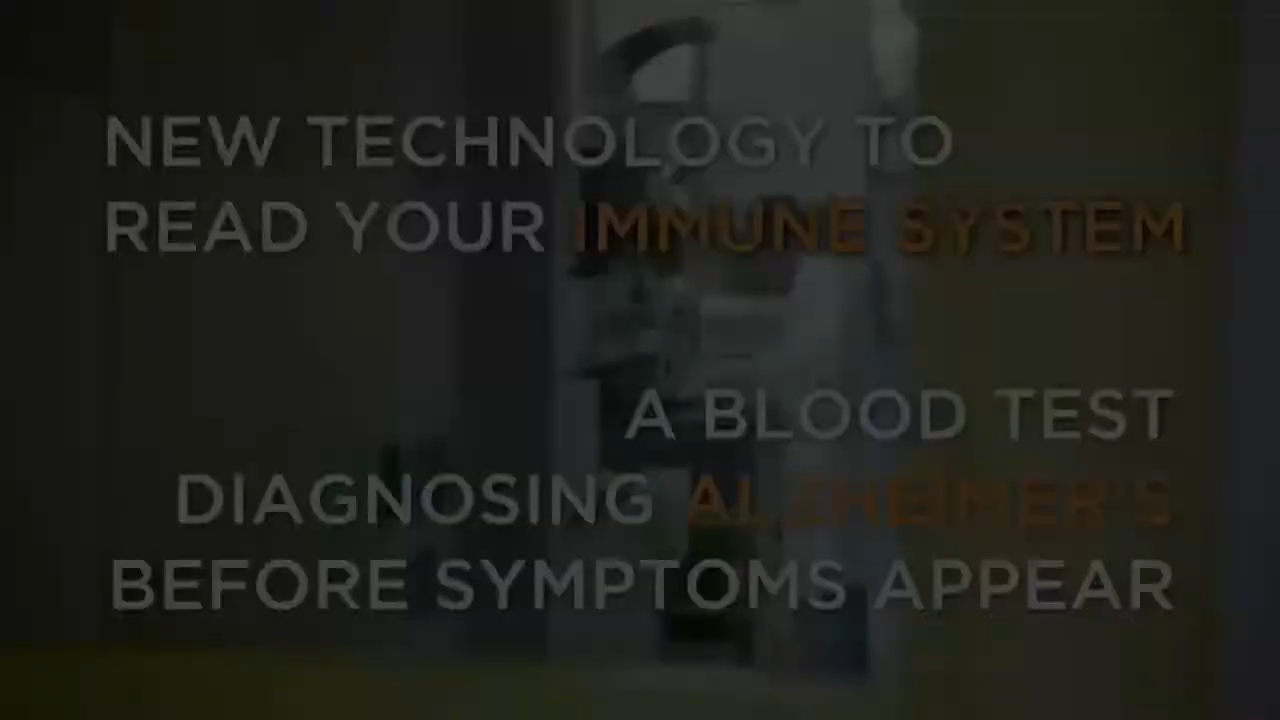 NEW TECHNOLOGY TO
READ YOUR IMMUNE SYSTEM
A BLOOD TEST
DIAGNOSING ALZHEIMER'S
BEFORE SYMPTOMS APPEAR